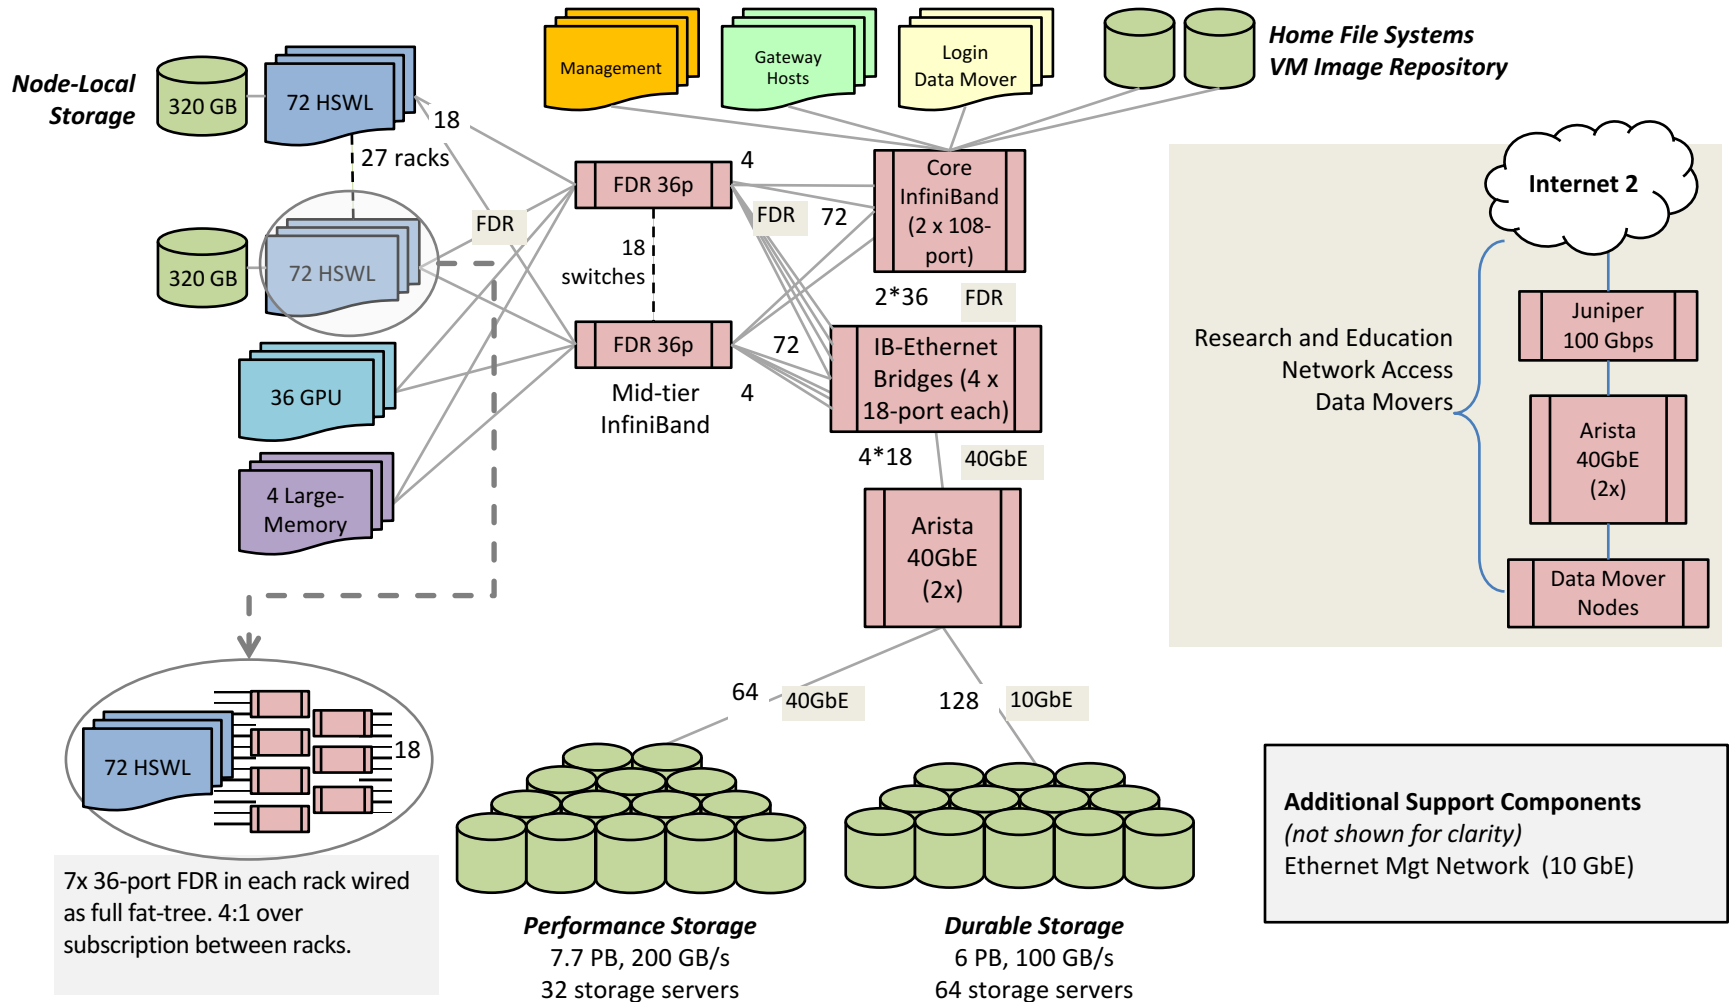 Node-Local
Storage
320 GB
72 HSWL
18
27 racks
320 GB
72 HSWL
FDR
36 GPU
4 Large-
Memory
Management
Gateway
Hosts
Login
Data Mover
Home File Systems
VM Image Repository
FDR 36p
4
FDR
72
18
switches
FDR 36p
72
4
Mid-tier
InfiniBand
Core
InfiniBand
(2 x 108-
port)
2*36
FDR
IB-Ethernet
Bridges (4 x
18-port each)
4*18
40GbE
Arista
40GbE
(2x)
64
40GbE
128
10GbE
Internet 2
Juniper
100 Gbps
Research and Education
Network Access
Data Movers
Arista
40GbE
(2x)
Data Mover
Nodes
72 HSWL
18
7x 36-port FDR in each rack wired
as full fat-tree. 4:1 over
subscription between racks.
Performance Storage
7.7 PB, 200 GB/s
32 storage servers
Durable Storage
6 PB, 100 GB/s
64 storage servers
Additional Support Components
(not shown for clarity)
Ethernet Mgt Network (10 GbE)